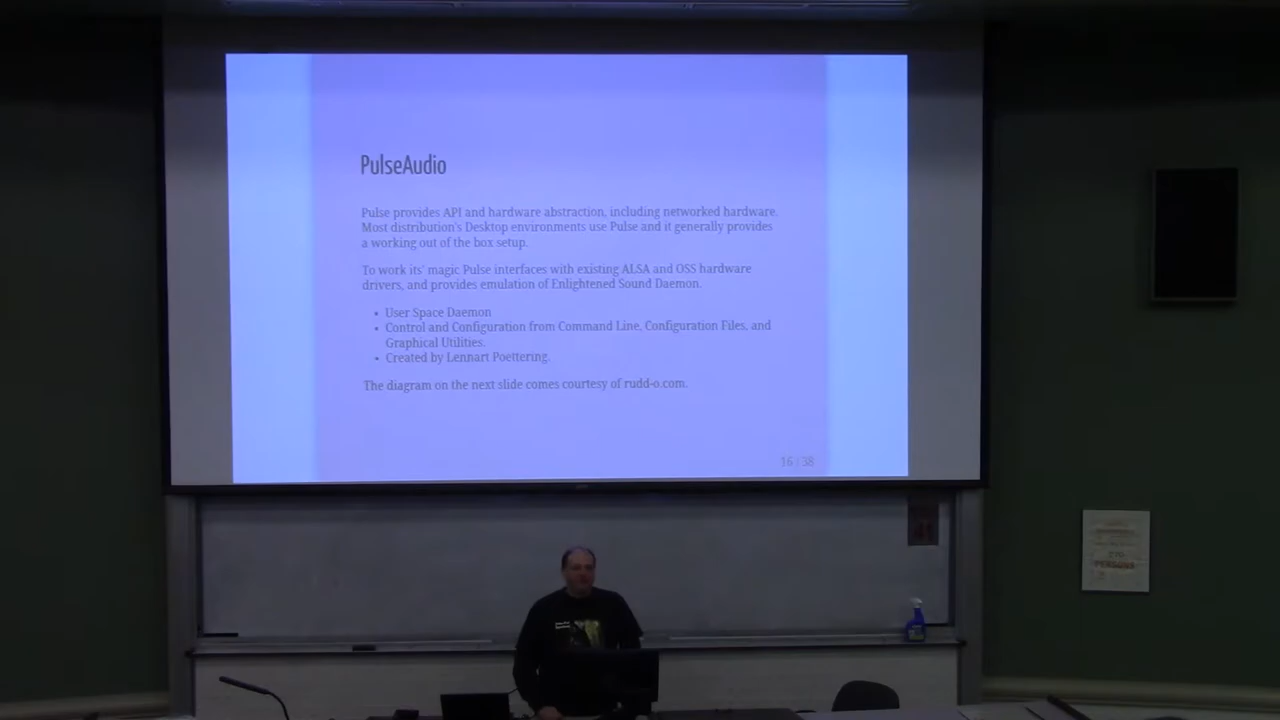 PulseAudio
Pulse provides API and hardware abstraction, including networked hardware.
Most distribution's Desktop environments use Pulse and it generally provides
a working out of the box setup.
To work its' magic Pulse interfaces with existing ALSA and OSS hardware
drivers, and provides emulation of Enlightened Sound Daemon.
• User Space Daemon
• Control and Configuration from Command Line, Configuration Files, and
Graphical Utilities.
• Created by Lennart Poettering.
The diagram on the next slide comes courtesy of rudd-o.com.
16 / 38
41
270
PERSONS